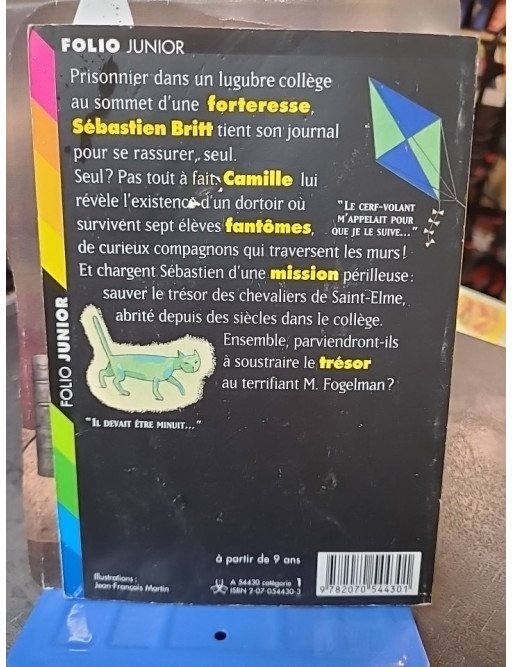 FOLIO JUNIOR
Prisonnier dans un lugubre collège
au sommet d'une forteresse,
Sébastien Britt tient son journal
pour se rassurer, seul.
Seul? Pas tout à fait. Camille lui
révèle l'existence d'un dortoir où
survivent sept élèves fantômes,
de curieux compagnons qui traversent les murs!
Et chargent Sébastien d'une mission périlleuse:
sauver le trésor des chevaliers de Saint-Elme,
abrité depuis des siècles dans le collège.
Ensemble, parviendront-ils
à soustraire le trésor
au terrifiant M. Fogelman?
"LE CERF-VOLANT
M'APPELAIT POUR
QUE JE LE SUIVE..."
"IL DEVAIT ÊTRE MINUIT..."
FOLIO JUNIOR
à partir de 9 ans
Illustrations :
Jean-François Martin
A 54430 catégorie 1
ISBN 2-07-054430-3
9 782070 544301